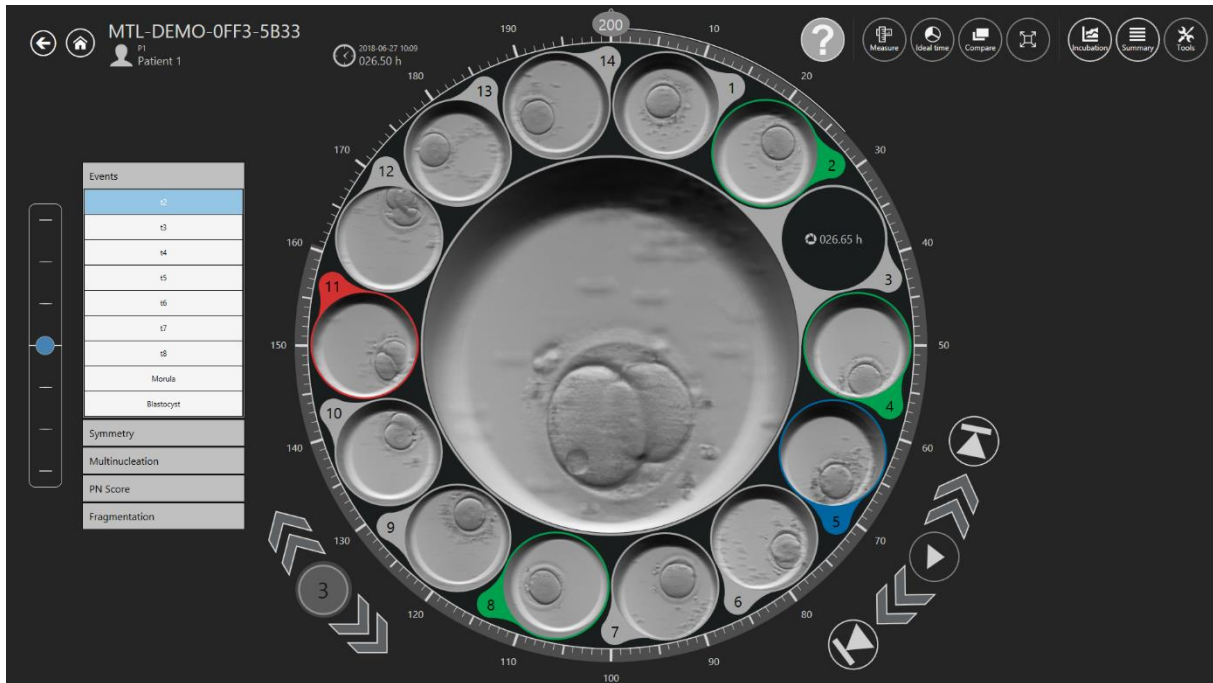 MTL-DEMO-0FF3-5B33
P1
Patient 1
2018-06-27 10:09
026.50 h
?
Measure
Ideal time
Compare
Incubation
Summary
Tools
200
10
20
30
40
50
60
70
80
90
100
110
120
130
140
150
160
170
180
190
1
2
3
026.65 h
4
5
6
7
8
9
10
11
12
13
14
Events
t2
t3
t4
t5
t6
t7
t8
Morula
Blastocyst
Symmetry
Multinucleation
PN Score
Fragmentation
3